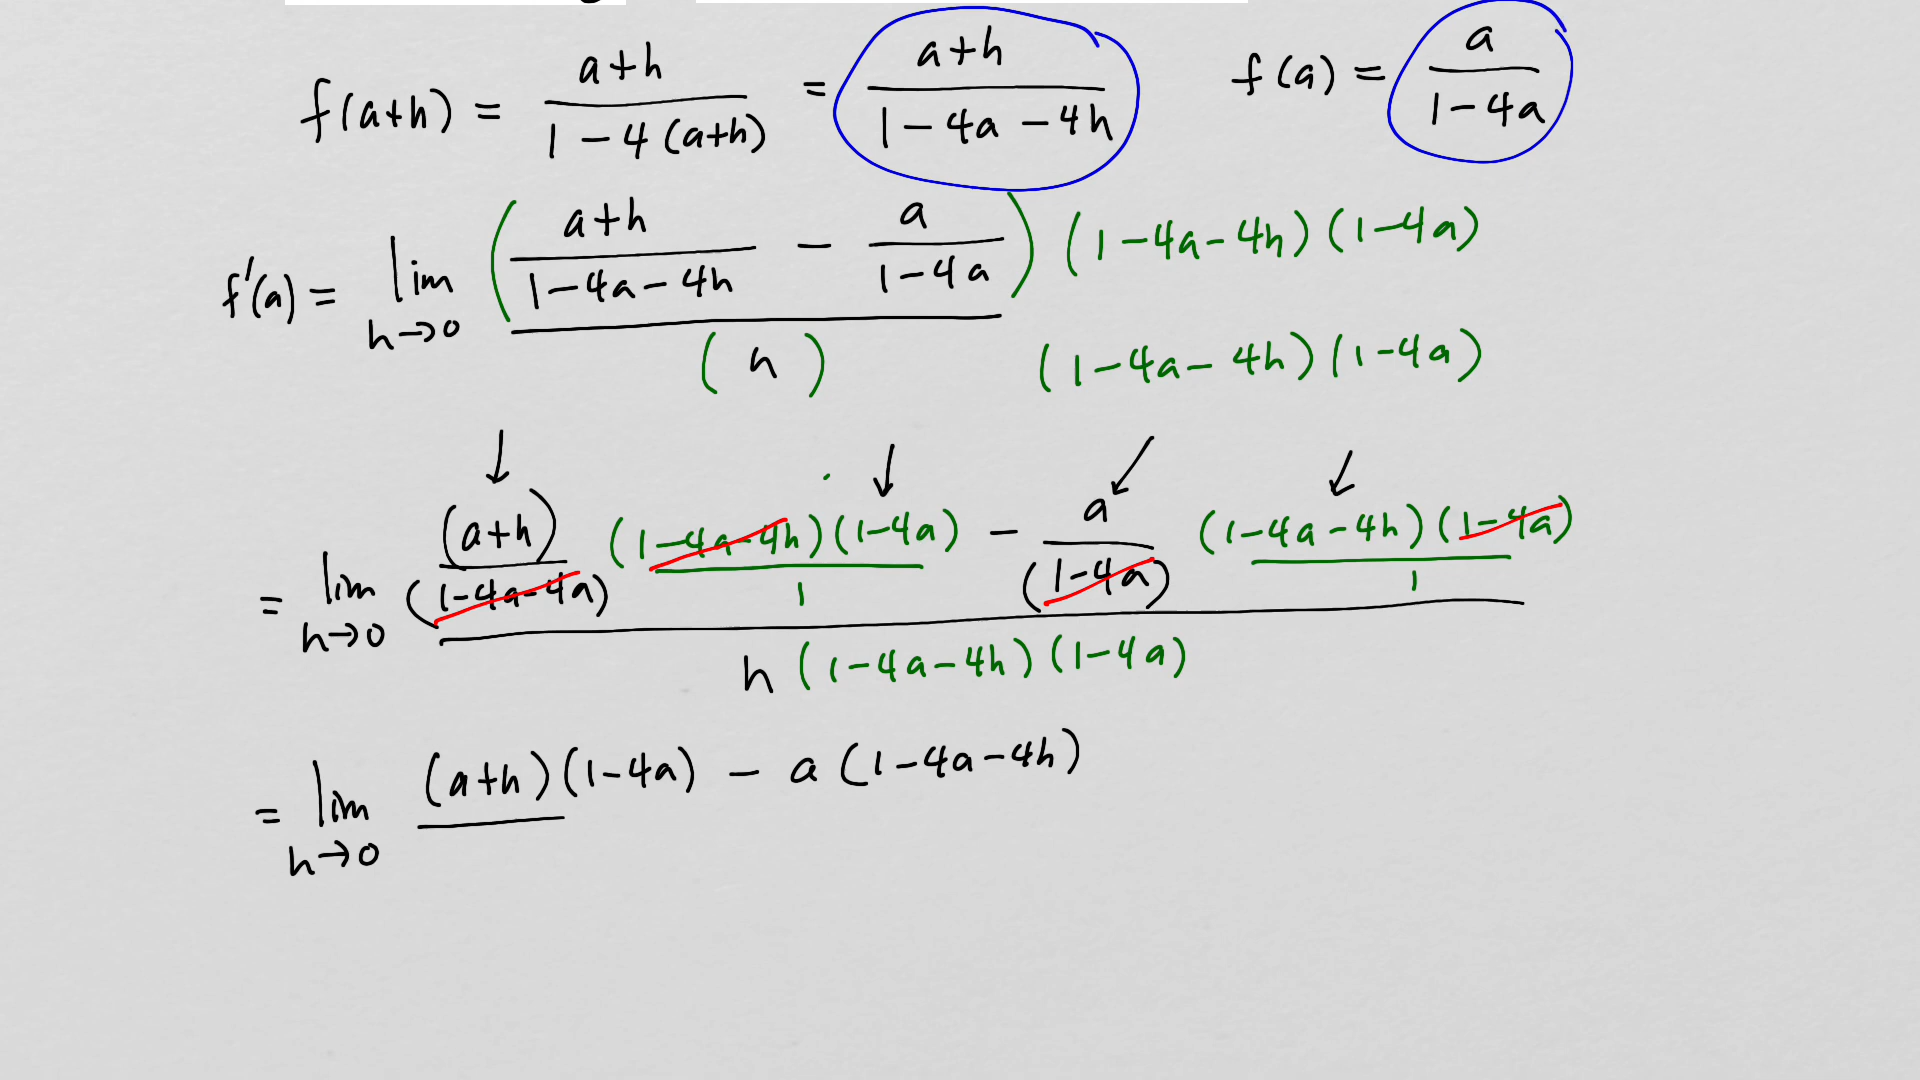 f(a+h) = (a+h)/(1-4(a+h)) = (a+h)/(1-4a-4h)   f(a) = a/(1-4a)
f'(a) = lim h→0 ((a+h)/(1-4a-4h) - a/(1-4a)) (1-4a-4h)(1-4a) / (h) (1-4a-4h)(1-4a)
= lim h→0 ((a+h)/(1-4a-4a) (1-4a-4h)(1-4a)/1 - a/(1-4a) (1-4a-4h)(1-4a)/1) / h(1-4a-4h)(1-4a)
= lim h→0 (a+h)(1-4a) - a(1-4a-4h)